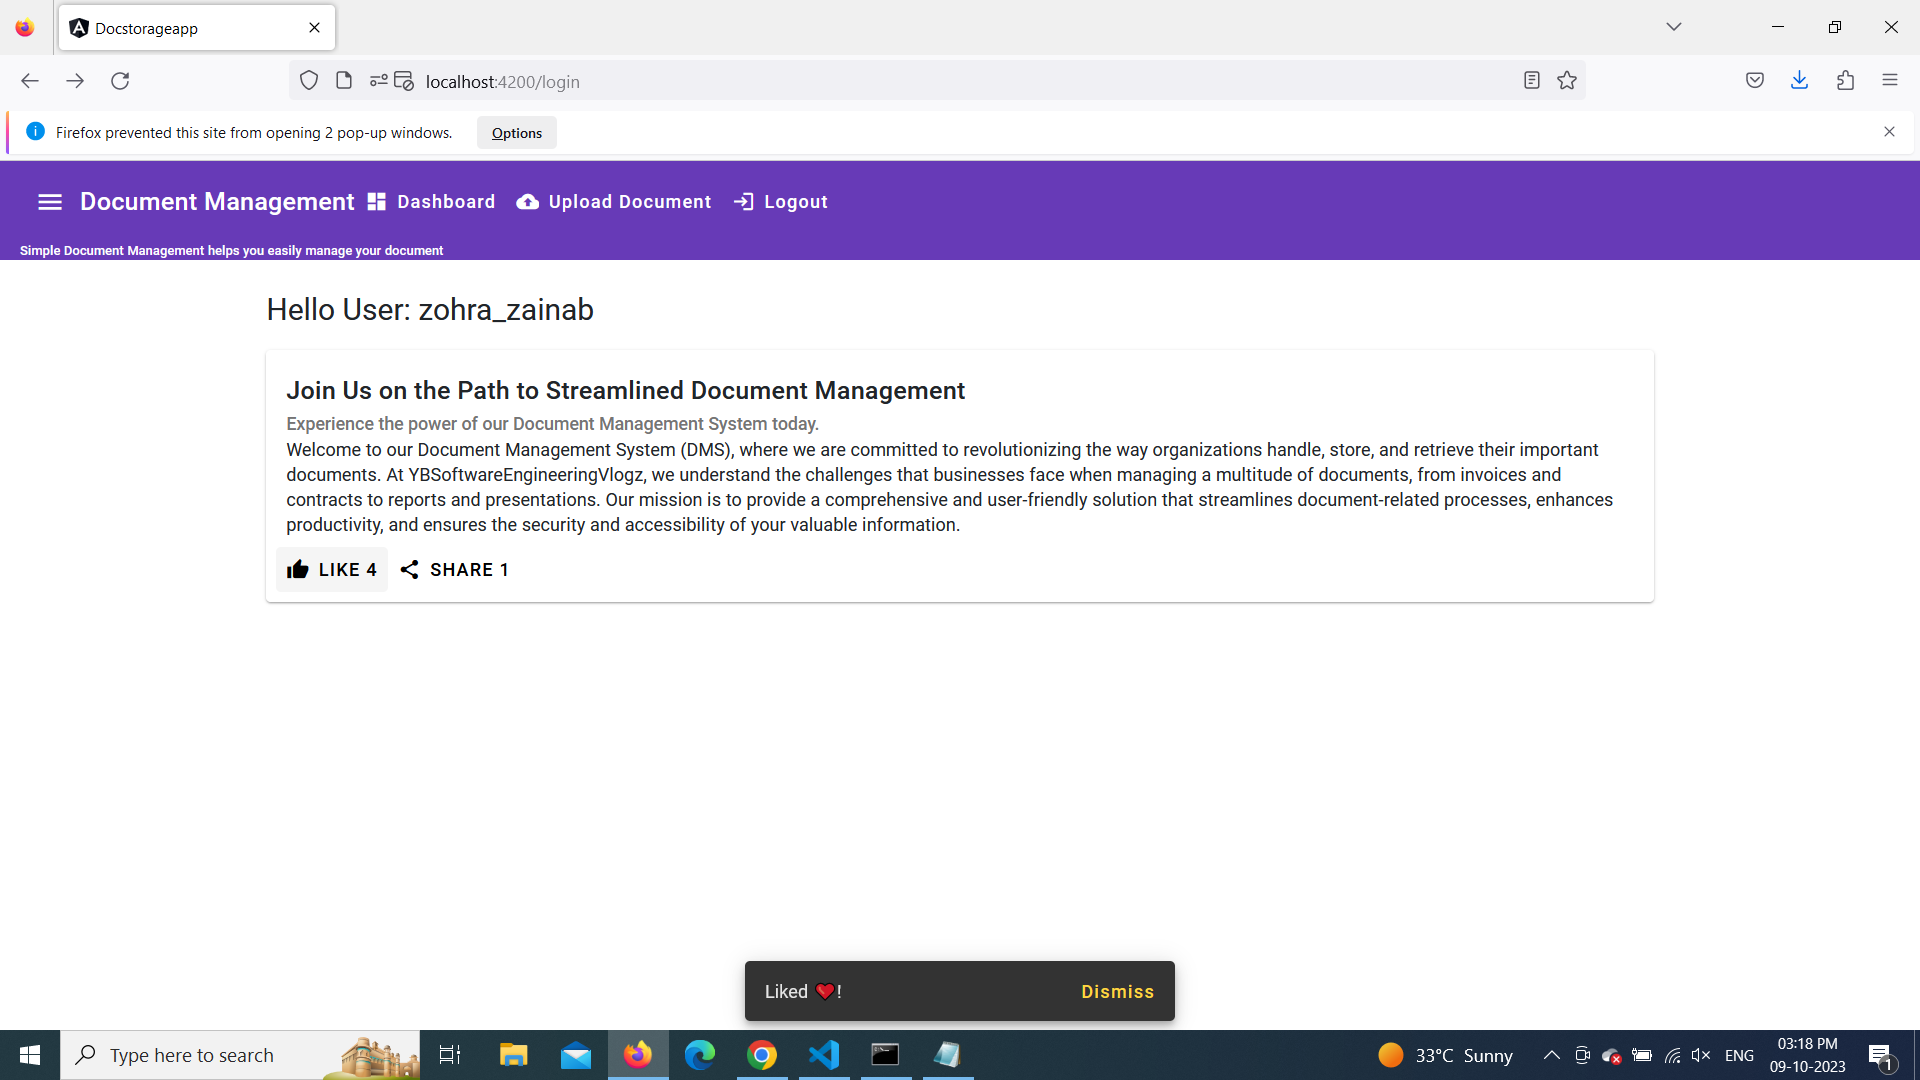 Docstorageapp
localhost:4200/login
Firefox prevented this site from opening 2 pop-up windows. Options
Document Management Dashboard Upload Document Logout
Simple Document Management helps you easily manage your document
Hello User: zohra_zainab
Join Us on the Path to Streamlined Document Management
Experience the power of our Document Management System today.
Welcome to our Document Management System (DMS), where we are committed to revolutionizing the way organizations handle, store, and retrieve their important
documents. At YBSoftwareEngineeringVlogz, we understand the challenges that businesses face when managing a multitude of documents, from invoices and
contracts to reports and presentations. Our mission is to provide a comprehensive and user-friendly solution that streamlines document-related processes, enhances
productivity, and ensures the security and accessibility of your valuable information.
LIKE 4 SHARE 1
Liked ❤! Dismiss
Type here to search
33°C Sunny
ENG
03:18 PM
09-10-2023
1